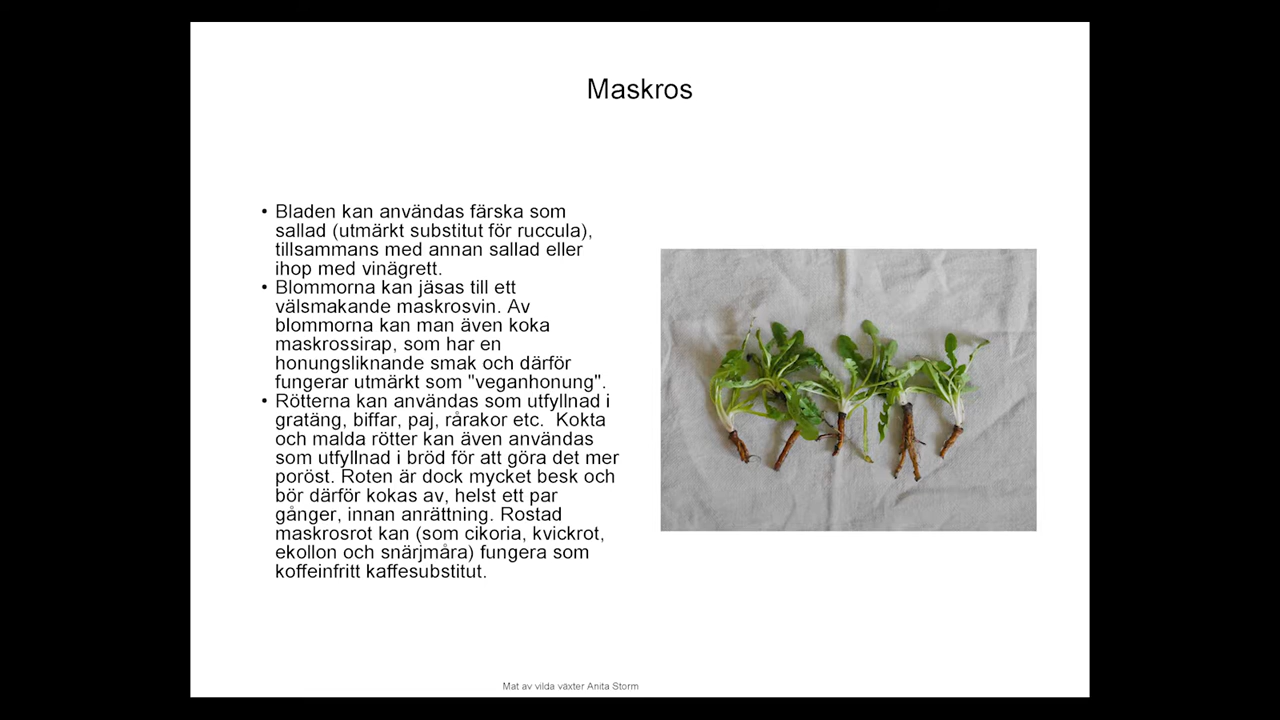 Maskros
• Bladen kan användas färska som
sallad (utmärkt substitut för ruccula),
tillsammans med annan sallad eller
ihop med vinägrett.
• Blommorna kan jäsas till ett
välsmakande maskrosvin. Av
blommorna kan man även koka
maskrossirap, som har en
honungsliknande smak och därför
fungerar utmärkt som "veganhonung".
• Rötterna kan användas som utfyllnad i
gratäng, biffar, paj, rårakor etc.  Kokta
och malda rötter kan även användas
som utfyllnad i bröd för att göra det mer
poröst. Roten är dock mycket besk och
bör därför kokas av, helst ett par
gånger, innan anrättning. Rostad
maskrosrot kan (som cikoria, kvickrot,
ekollon och snärjmåra) fungera som
koffeinfritt kaffesubstitut.
Mat av vilda växter Anita Storm